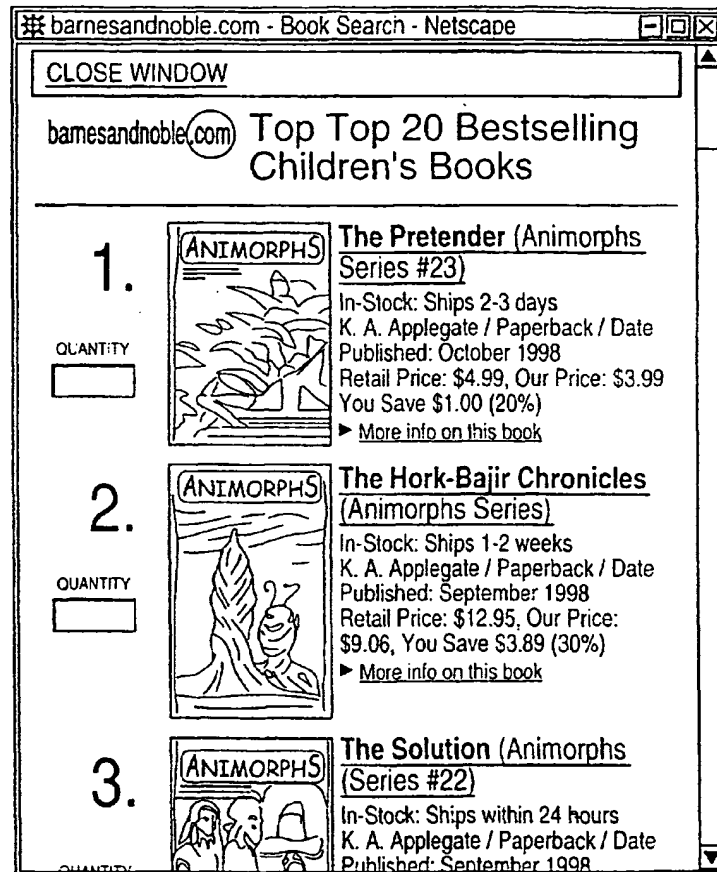 barnesandnoble.com - Book Search - Netscape
CLOSE WINDOW
barnesandnoble.com
Top Top 20 Bestselling
Children's Books
1.
QUANTITY
ANIMORPHS
The Pretender (Animorphs
Series #23)
In-Stock: Ships 2-3 days
K. A. Applegate / Paperback / Date
Published: October 1998
Retail Price: $4.99, Our Price: $3.99
You Save $1.00 (20%)
► More info on this book
2.
QUANTITY
ANIMORPHS
The Hork-Bajir Chronicles
(Animorphs Series)
In-Stock: Ships 1-2 weeks
K. A. Applegate / Paperback / Date
Published: September 1998
Retail Price: $12.95, Our Price:
$9.06, You Save $3.89 (30%)
► More info on this book
3.
QUANTITY
ANIMORPHS
The Solution (Animorphs
(Series #22)
In-Stock: Ships within 24 hours
K. A. Applegate / Paperback / Date
Published: September 1998